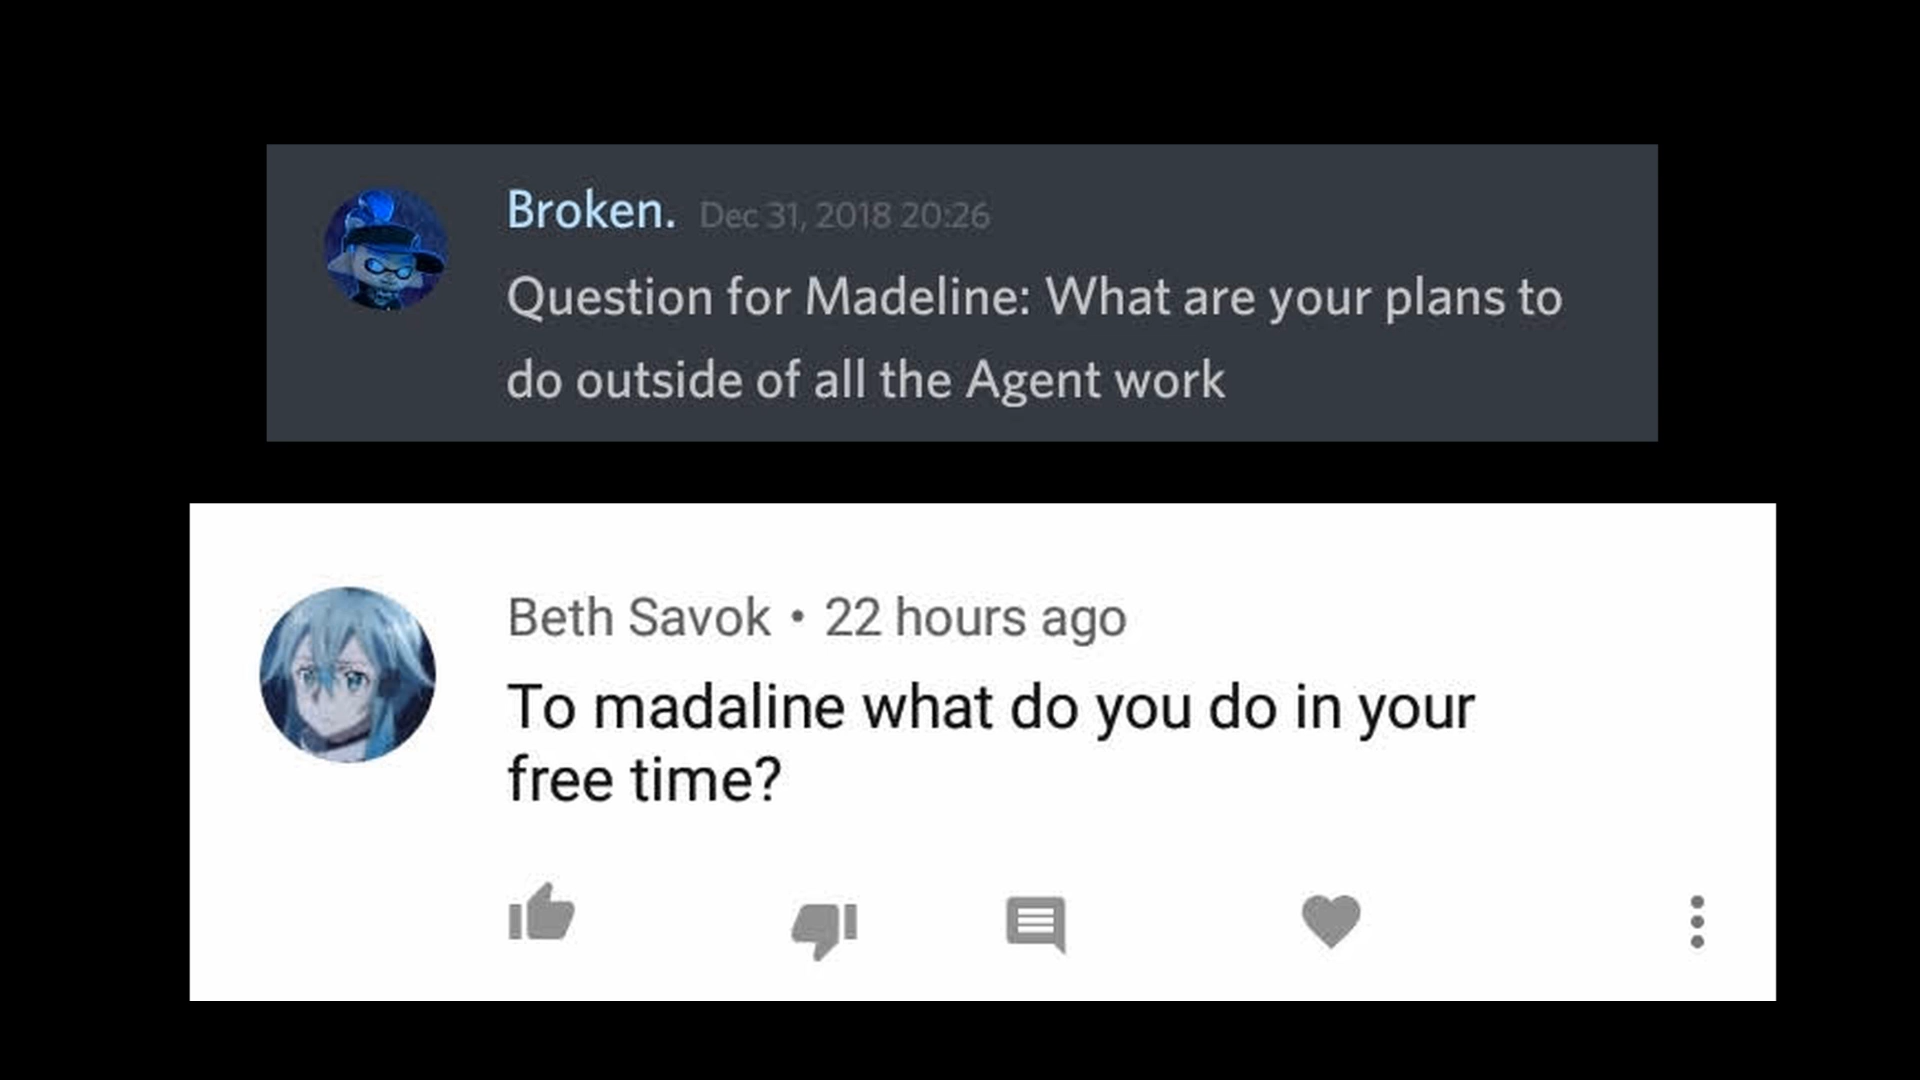 Broken. Dec 31, 2018 20:26
Question for Madeline: What are your plans to
do outside of all the Agent work
Beth Savok • 22 hours ago
To madaline what do you do in your
free time?